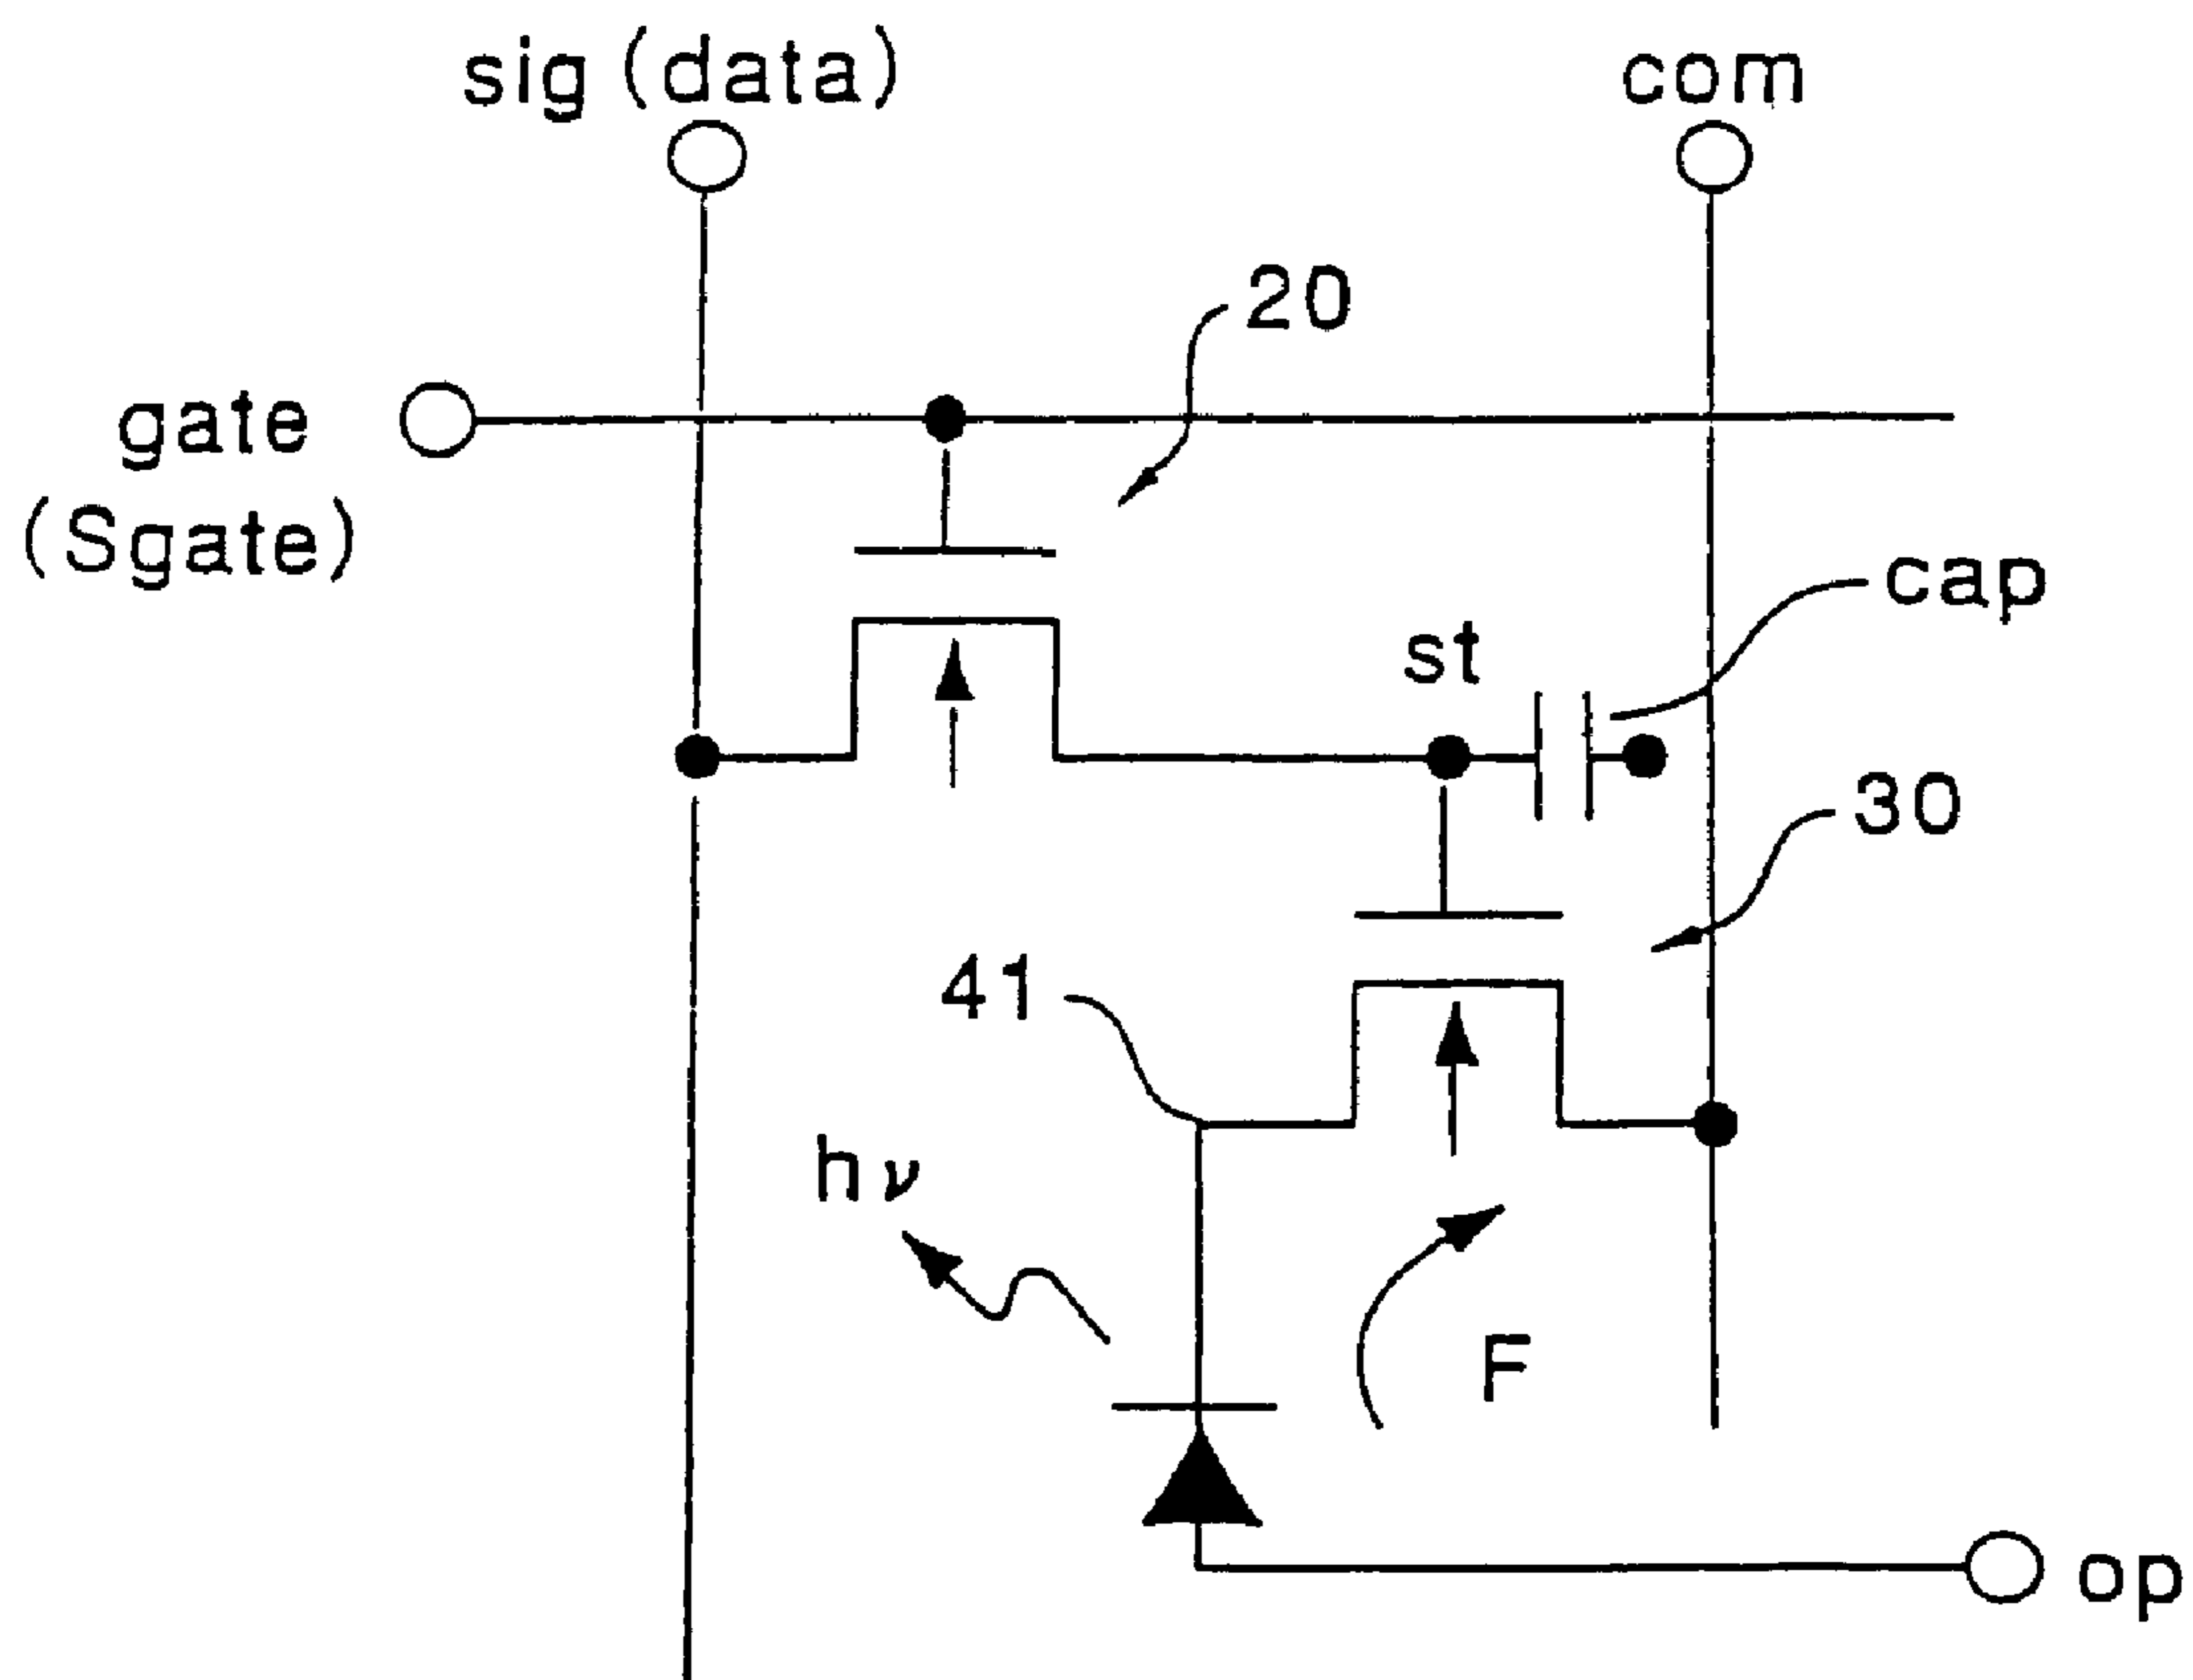 sig (data)
com
20
gate
(Sgate)
cap
st
30
41
hν
F
op